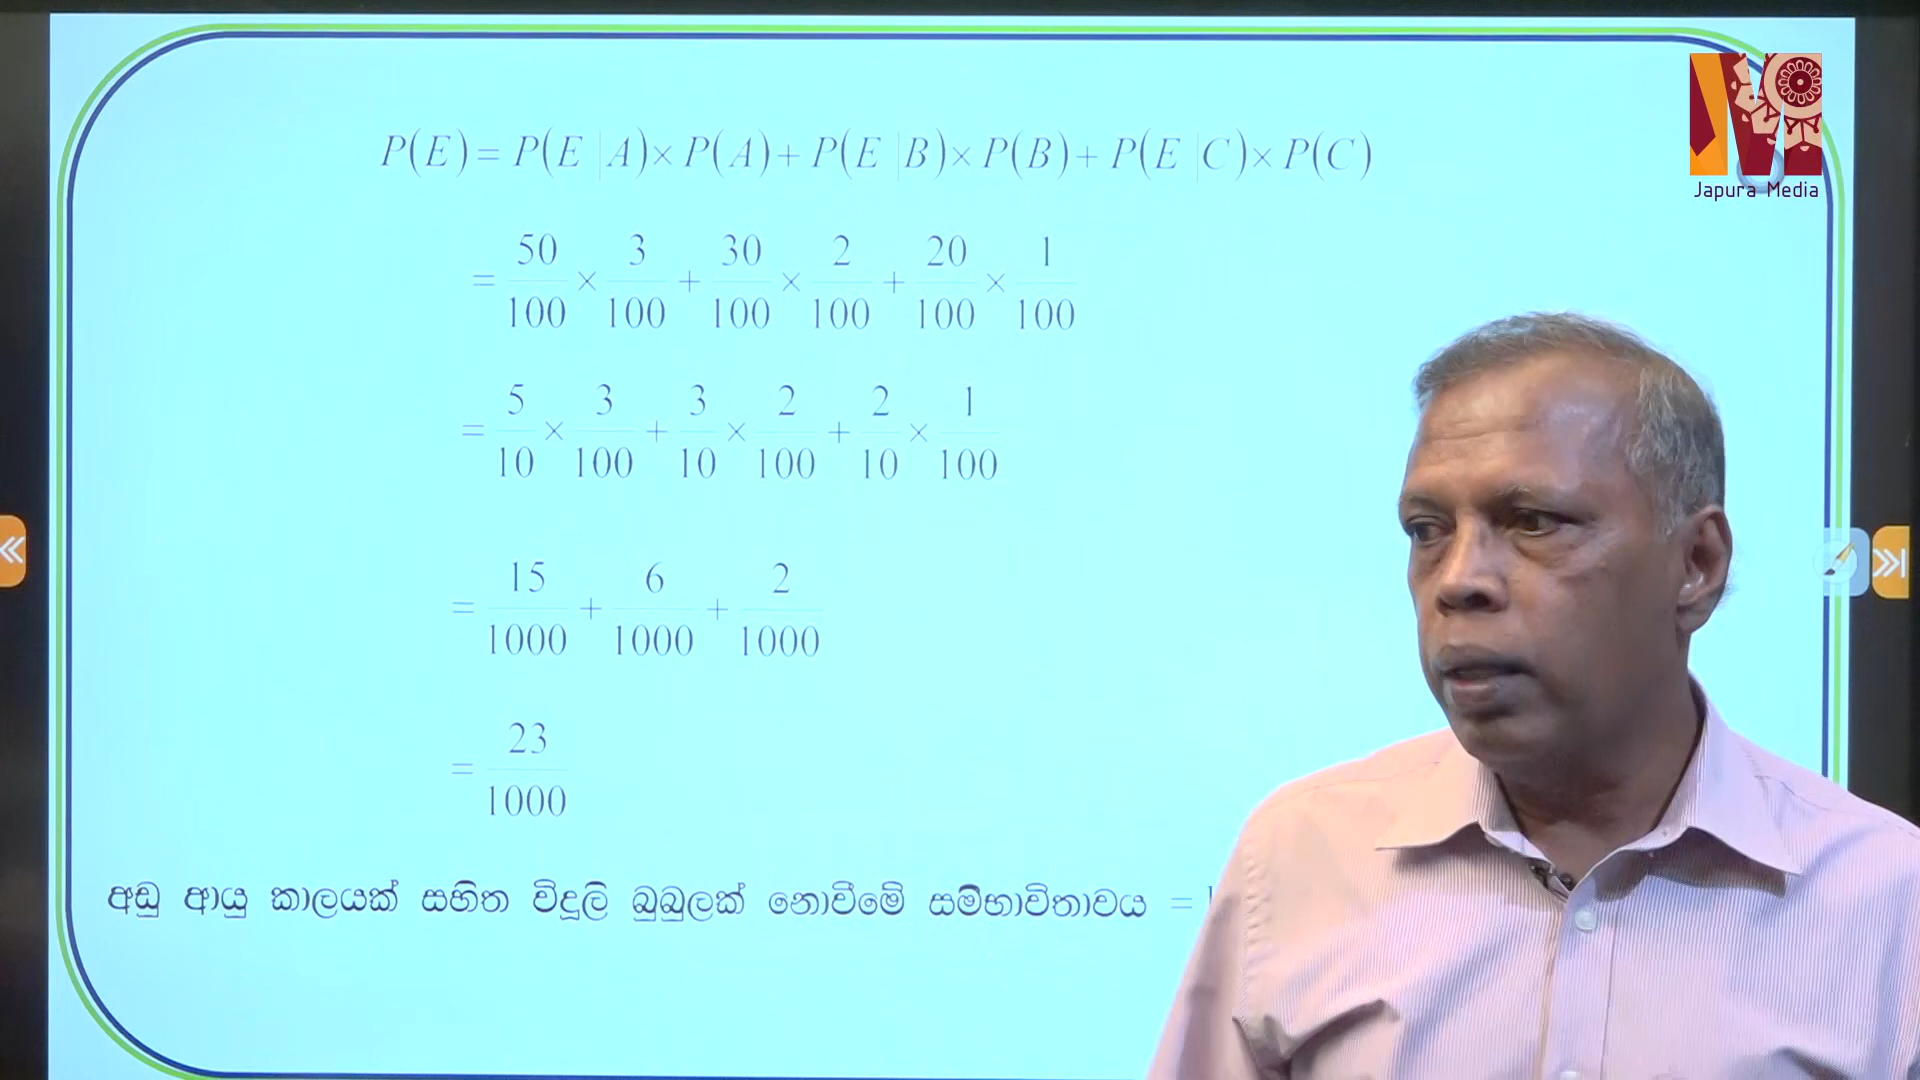 P(E) = P(E | A) × P(A) + P(E | B) × P(B) + P(E | C) × P(C)
Japura Media
= 50/100 × 3/100 + 30/100 × 2/100 + 20/100 × 1/100
= 5/10 × 3/100 + 3/10 × 2/100 + 2/10 × 1/100
= 15/1000 + 6/1000 + 2/1000
= 23/1000
අඩු ආයු කාලයක් සහිත විදුලි බුබුලක් නොවීමේ සම්භාවිතාවය =